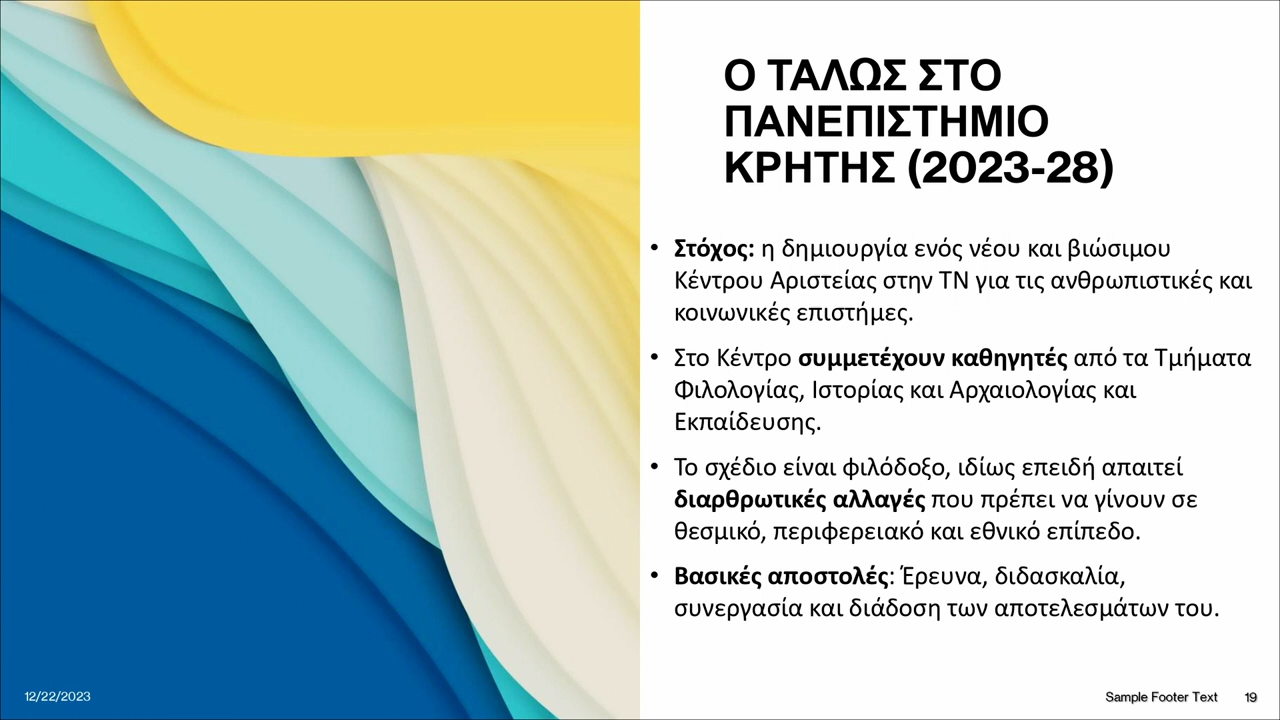 Ο ΤΑΛΩΣ ΣΤΟ
ΠΑΝΕΠΙΣΤΗΜΙΟ
ΚΡΗΤΗΣ (2023-28)
• Στόχος: η δημιουργία ενός νέου και βιώσιμου
Κέντρου Αριστείας στην ΤΝ για τις ανθρωπιστικές και
κοινωνικές επιστήμες.
• Στο Κέντρο συμμετέχουν καθηγητές από τα Τμήματα
Φιλολογίας, Ιστορίας και Αρχαιολογίας και
Εκπαίδευσης.
• Το σχέδιο είναι φιλόδοξο, ιδίως επειδή απαιτεί
διαρθρωτικές αλλαγές που πρέπει να γίνουν σε
θεσμικό, περιφερειακό και εθνικό επίπεδο.
• Βασικές αποστολές: Έρευνα, διδασκαλία,
συνεργασία και διάδοση των αποτελεσμάτων του.
12/22/2023
Sample Footer Text 19